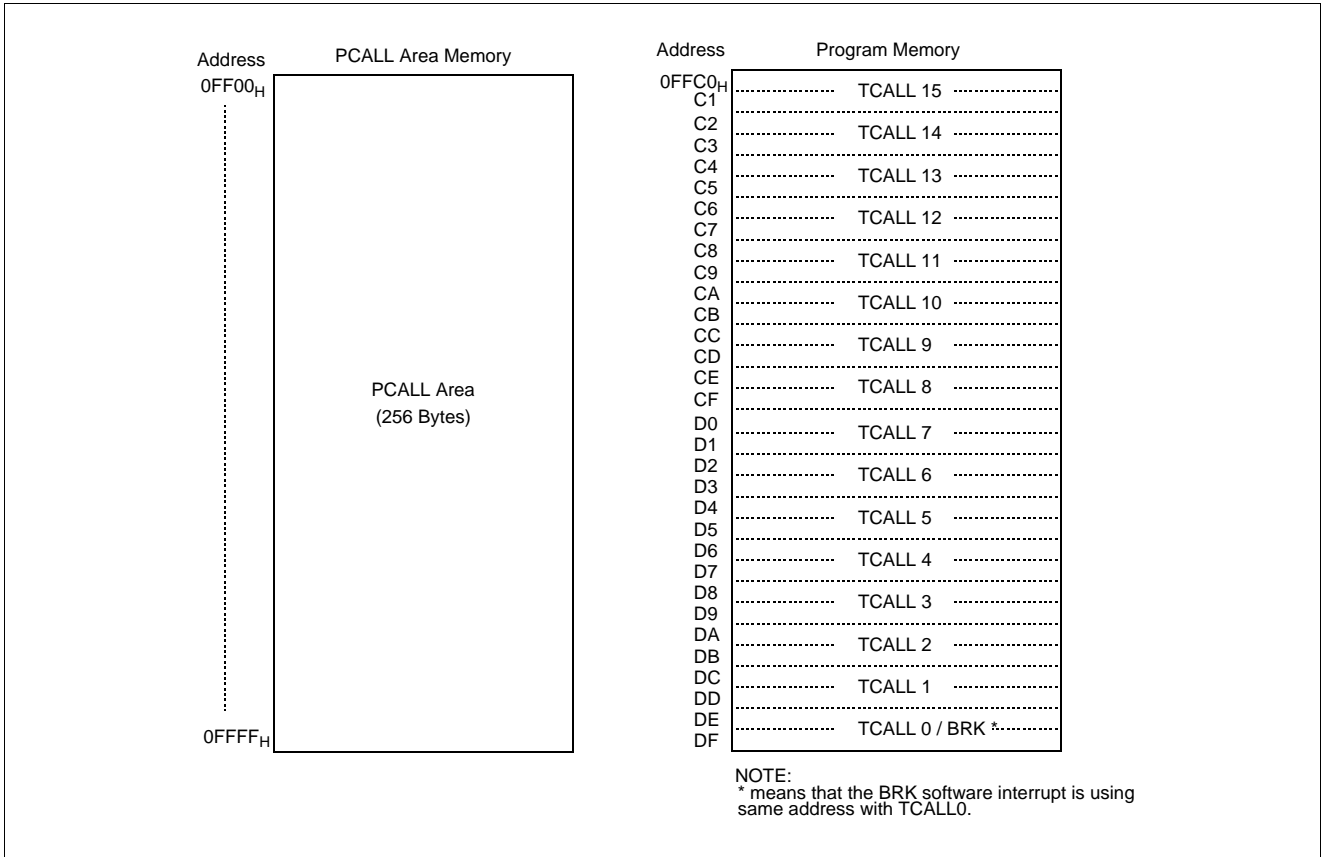 Address PCALL Area Memory
0FF00H
PCALL Area
(256 Bytes)
0FFFFH
Address Program Memory
0FFC0H
C1
TCALL 15
C2
C3
TCALL 14
C4
C5
TCALL 13
C6
C7
TCALL 12
C8
C9
TCALL 11
CA
CB
TCALL 10
CC
CD
TCALL 9
CE
CF
TCALL 8
D0
D1
TCALL 7
D2
D3
TCALL 6
D4
D5
TCALL 5
D6
D7
TCALL 4
D8
D9
TCALL 3
DA
DB
TCALL 2
DC
DD
TCALL 1
DE
DF
TCALL 0 / BRK *
NOTE:
* means that the BRK software interrupt is using
same address with TCALL0.